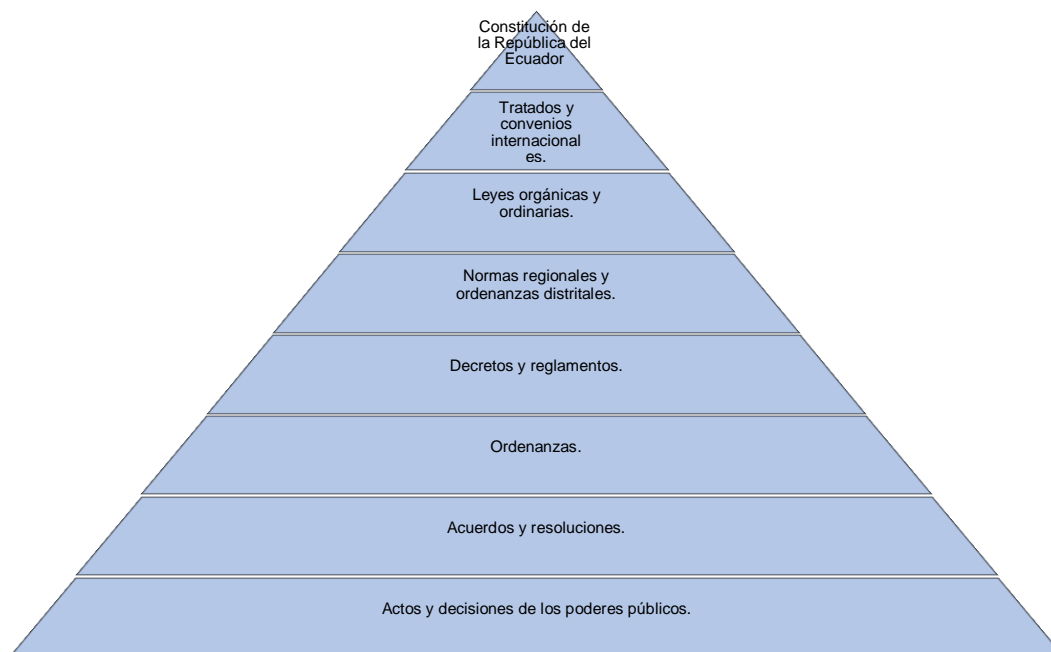 Constitución de
la República del
Ecuador
Tratados y
convenios
internacional
es.
Leyes orgánicas y
ordinarias.
Normas regionales y
ordenanzas distritales.
Decretos y reglamentos.
Ordenanzas.
Acuerdos y resoluciones.
Actos y decisiones de los poderes públicos.